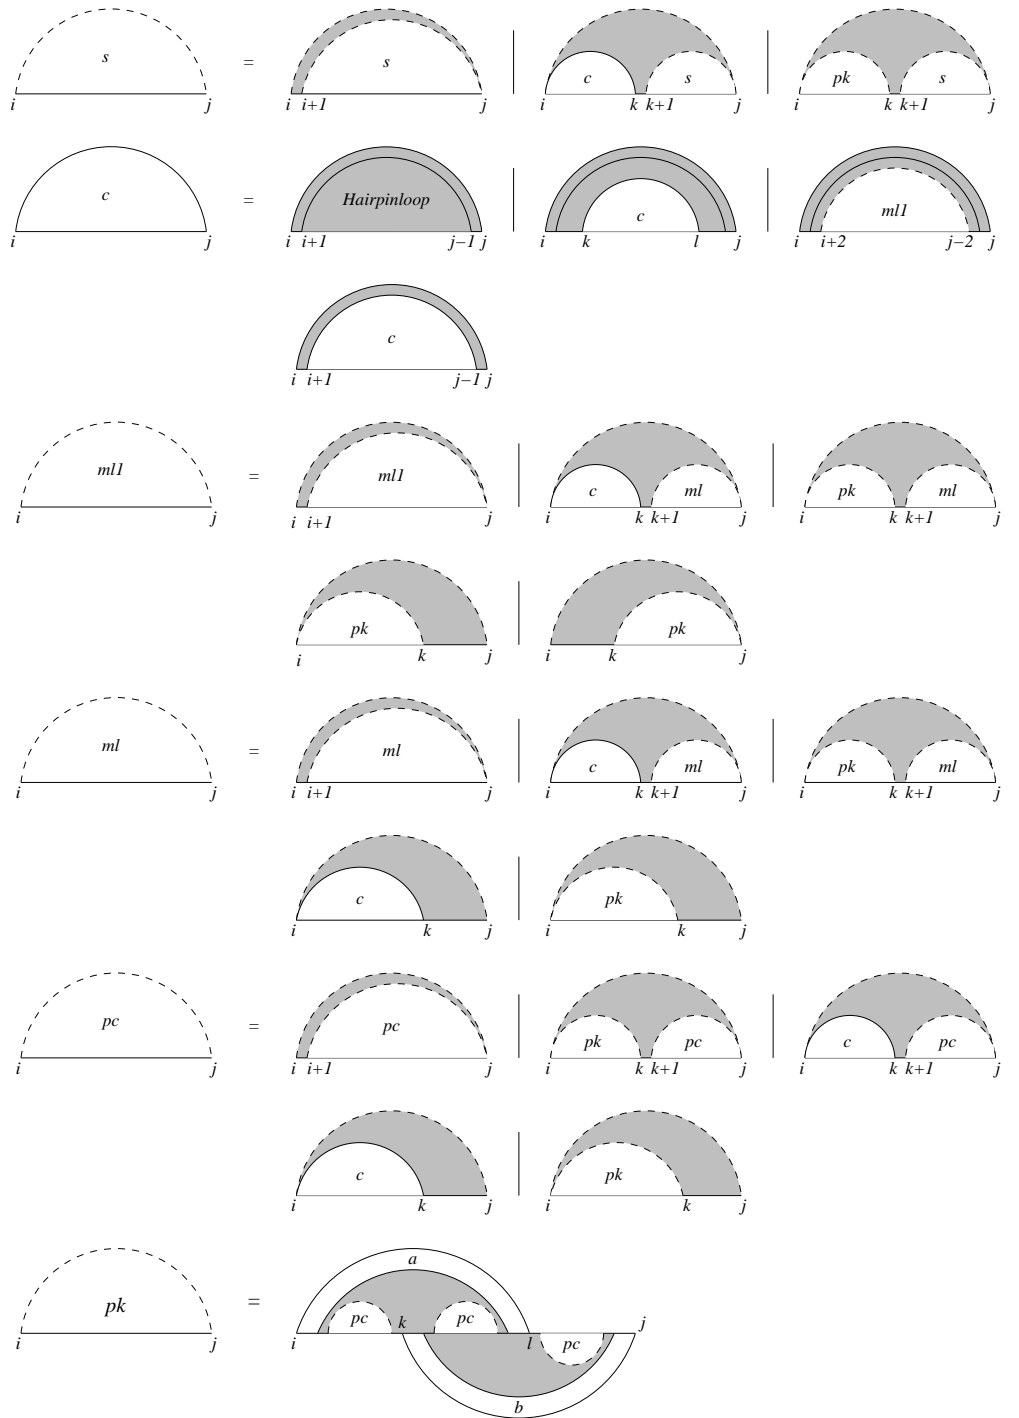 s = s c s pk s
i j i i+1 j i k k+1 j i k k+1 j
c = Hairpinloop c ml1
i j i i+1 j−1 j i k l j i i+2 j−2 j
c
i i+1 j−1 j
ml1 = ml1 c ml pk ml
i j i i+1 j i k k+1 j i k k+1 j
pk pk
i k j i k j
ml = ml c ml pk ml
i j i i+1 j i k k+1 j i k k+1 j
c pk
i k j i k j
pc = pc pk pc c pc
i j i i+1 j i k k+1 j i k k+1 j
c pk
i k j i k j
a
pk = pc k pc j
i j i l pc
b